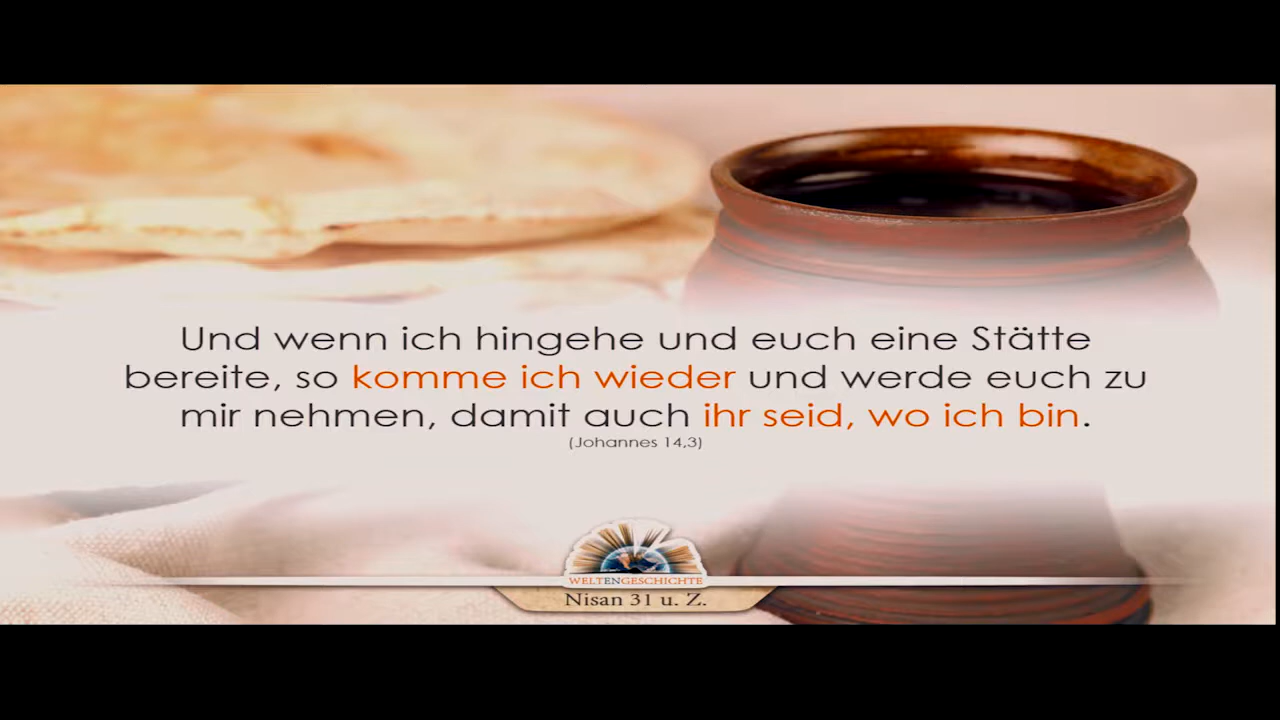 Und wenn ich hingehe und euch eine Stätte
bereite, so komme ich wieder und werde euch zu
mir nehmen, damit auch ihr seid, wo ich bin.
(Johannes 14,3)
WELTENGESCHICHTE
Nisan 31 u. Z.